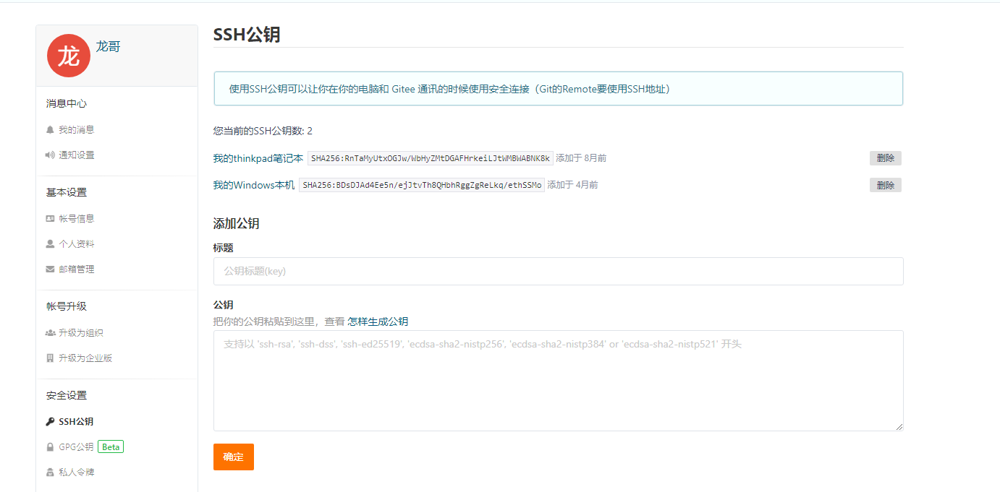 龙
龙哥
消息中心
我的消息
通知设置
基本设置
帐号信息
个人资料
邮箱管理
帐号升级
升级为组织
升级为企业版
安全设置
SSH公钥
GPG公钥 Beta
私人令牌
SSH公钥
使用SSH公钥可以让你在你的电脑和 Gitee 通讯的时候使用安全连接（Git的Remote要使用SSH地址）
您当前的SSH公钥数: 2
我的thinkpad笔记本 SHA256:RnTaMyUtxOGJw/WbHyZMtDGAFHrkeiLJtWMBWABNK8k 添加于 8月前 删除
我的Windows本机 SHA256:BDsDJAd4Ee5n/ejJtvTh8QHbhRggZgReLkq/ethSSMo 添加于 4月前 删除
添加公钥
标题
公钥标题(key)
公钥
把你的公钥粘贴到这里，查看 怎样生成公钥
支持以 'ssh-rsa', 'ssh-dss', 'ssh-ed25519', 'ecdsa-sha2-nistp256', 'ecdsa-sha2-nistp384' or 'ecdsa-sha2-nistp521' 开头
确定